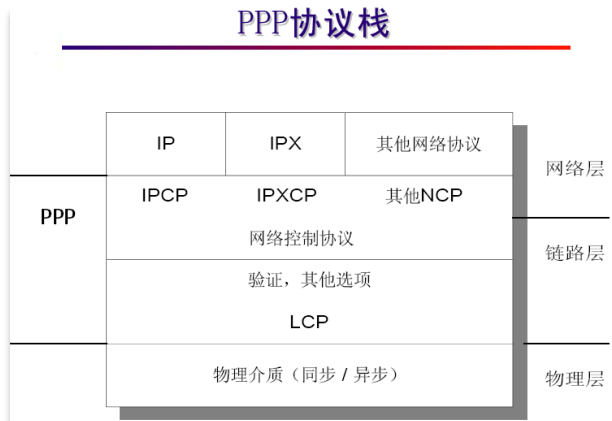 PPP协议栈
IP IPX 其他网络协议
网络层
PPP
IPCP IPXCP 其他NCP
网络控制协议
链路层
验证，其他选项
LCP
物理介质（同步 / 异步）
物理层